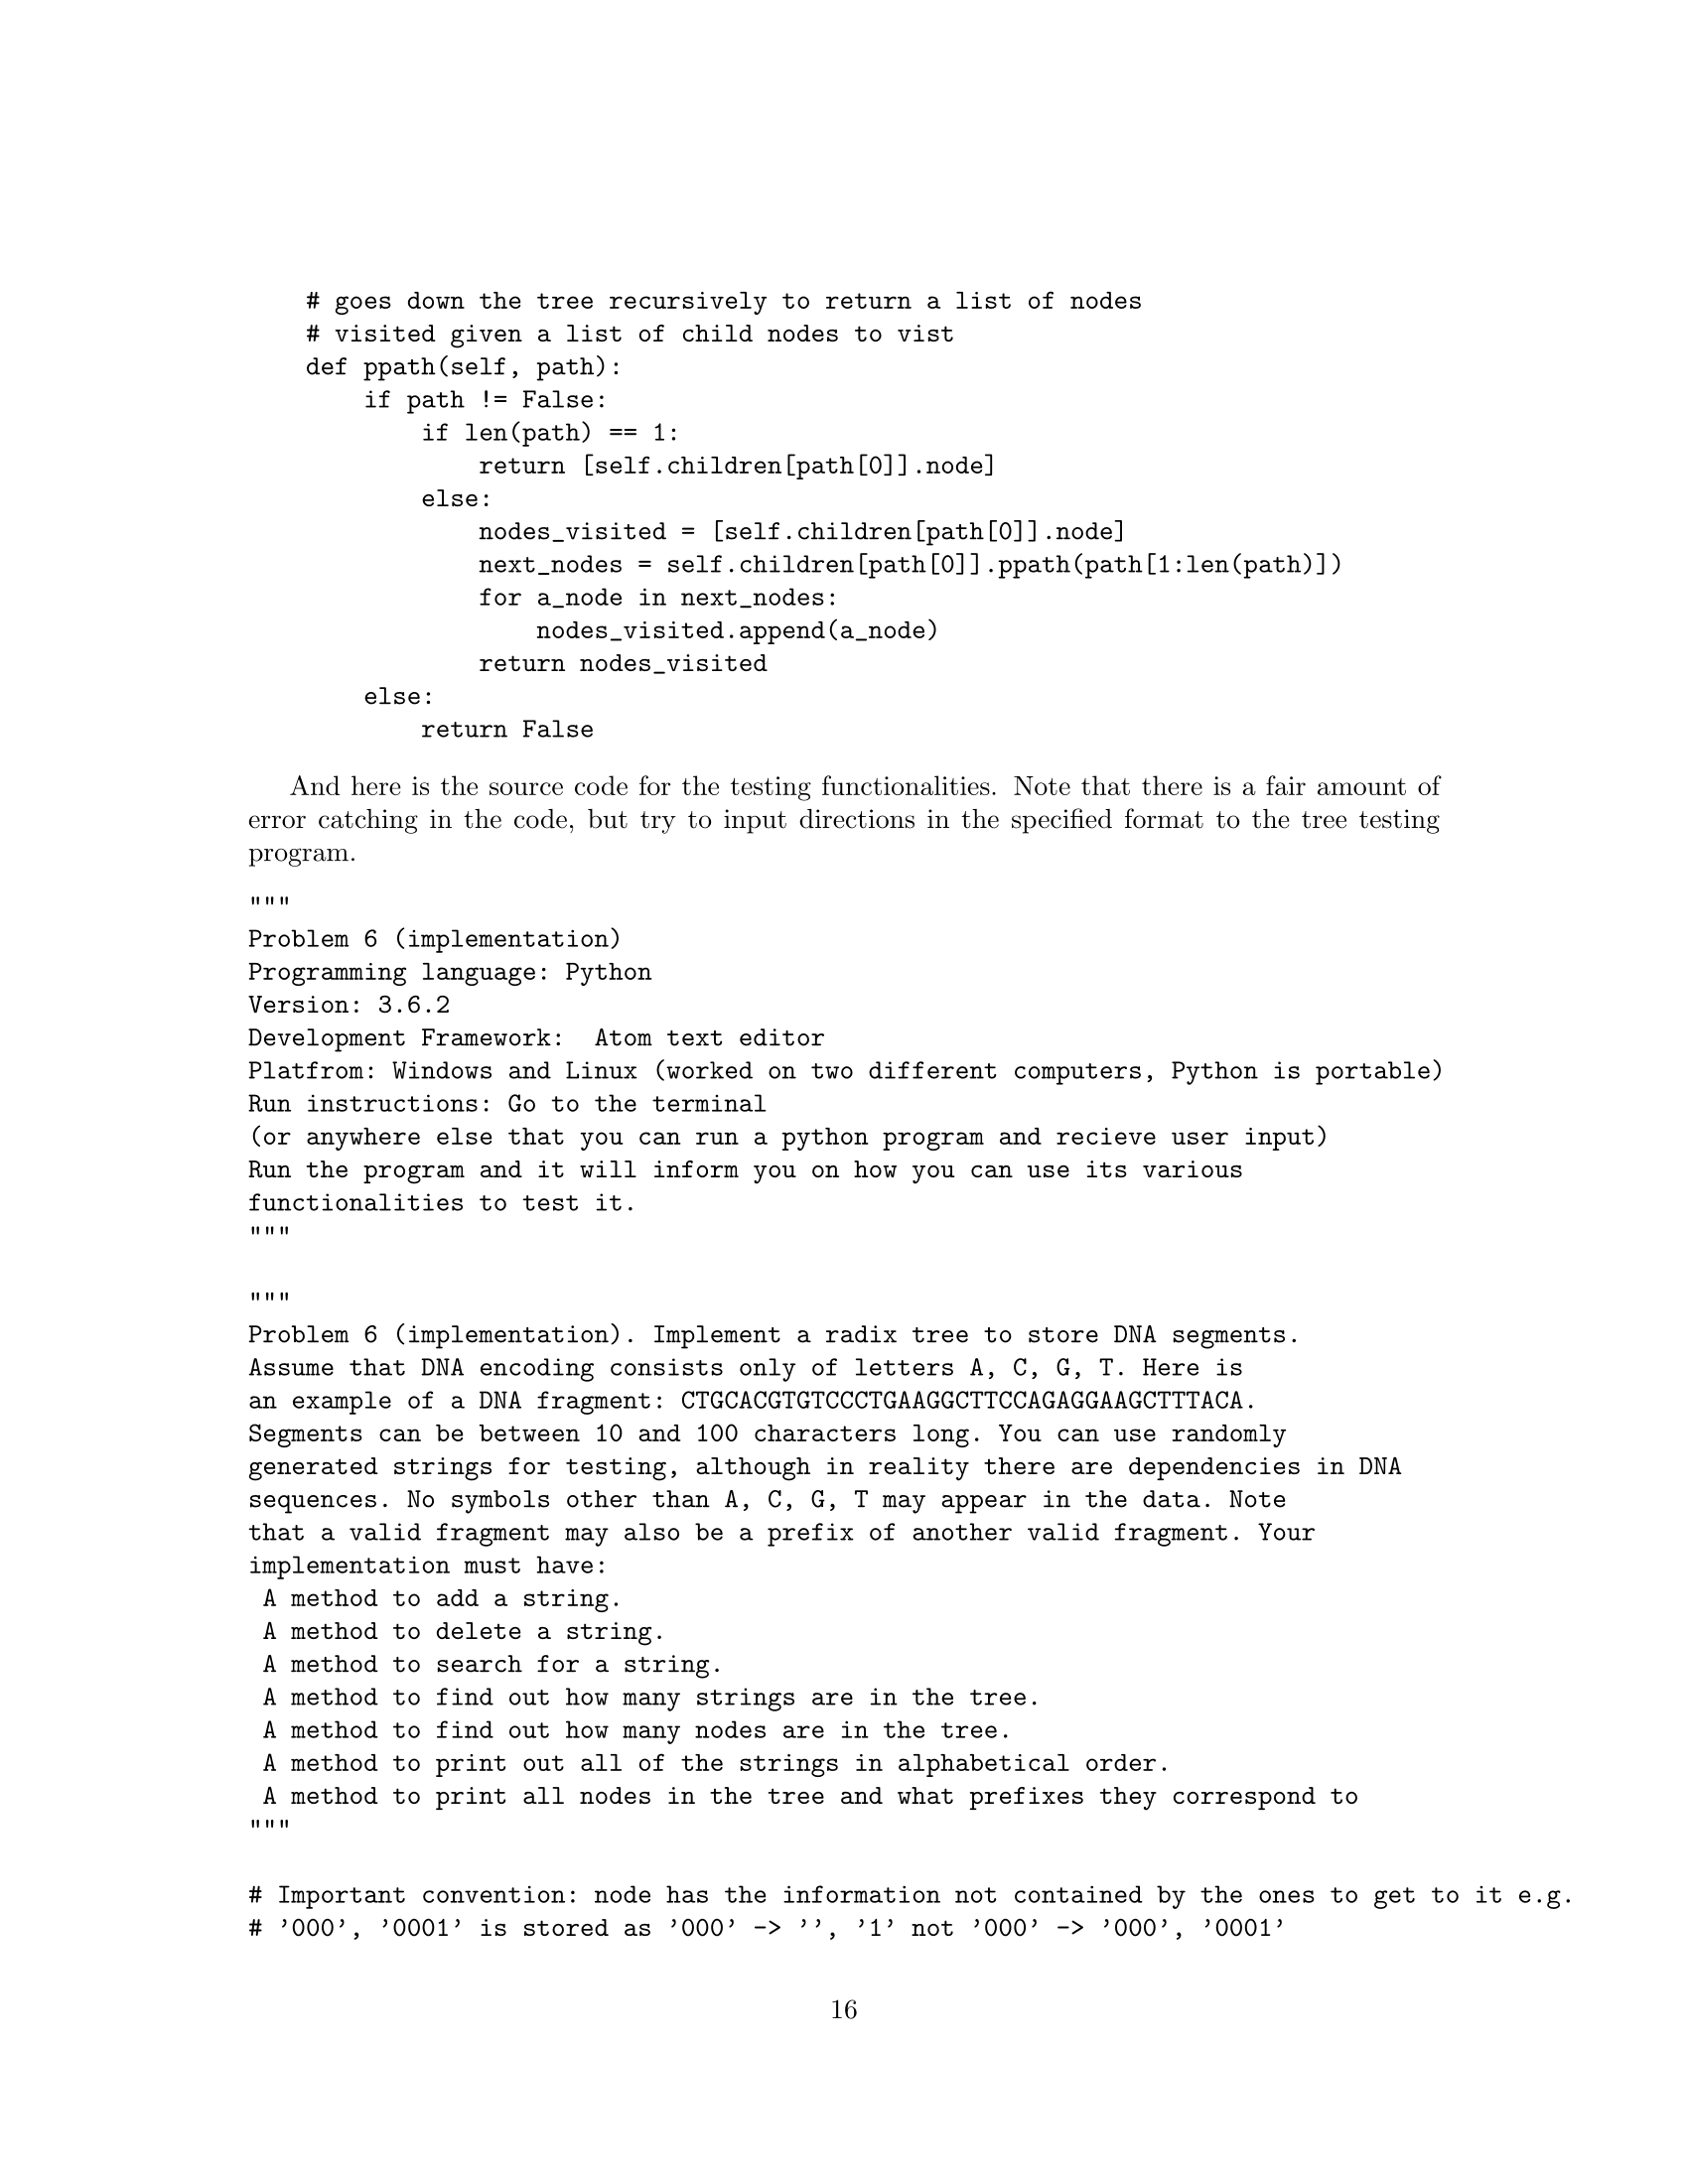 # goes down the tree recursively to return a list of nodes
# visited given a list of child nodes to vist
def ppath(self, path):
if path != False:
if len(path) == 1:
return [self.children[path[0]].node]
else:
nodes_visited = [self.children[path[0]].node]
next_nodes = self.children[path[0]].ppath(path[1:len(path)])
for a_node in next_nodes:
nodes_visited.append(a_node)
return nodes_visited
else:
return False
And here is the source code for the testing functionalities. Note that there is a fair amount of
error catching in the code, but try to input directions in the specified format to the tree testing
program.
"""
Problem 6 (implementation)
Programming language: Python
Version: 3.6.2
Development Framework:  Atom text editor
Platfrom: Windows and Linux (worked on two different computers, Python is portable)
Run instructions: Go to the terminal
(or anywhere else that you can run a python program and recieve user input)
Run the program and it will inform you on how you can use its various
functionalities to test it.
"""
"""
Problem 6 (implementation). Implement a radix tree to store DNA segments.
Assume that DNA encoding consists only of letters A, C, G, T. Here is
an example of a DNA fragment: CTGCACGTGTCCCTGAAGGCTTCCAGAGGAAGCTTTACA.
Segments can be between 10 and 100 characters long. You can use randomly
generated strings for testing, although in reality there are dependencies in DNA
sequences. No symbols other than A, C, G, T may appear in the data. Note
that a valid fragment may also be a prefix of another valid fragment. Your
implementation must have:
A method to add a string.
A method to delete a string.
A method to search for a string.
A method to find out how many strings are in the tree.
A method to find out how many nodes are in the tree.
A method to print out all of the strings in alphabetical order.
A method to print all nodes in the tree and what prefixes they correspond to
"""
# Important convention: node has the information not contained by the ones to get to it e.g.
# ’000’, ’0001’ is stored as ’000’ -> ’’, ’1’ not ’000’ -> ’000’, ’0001’
16